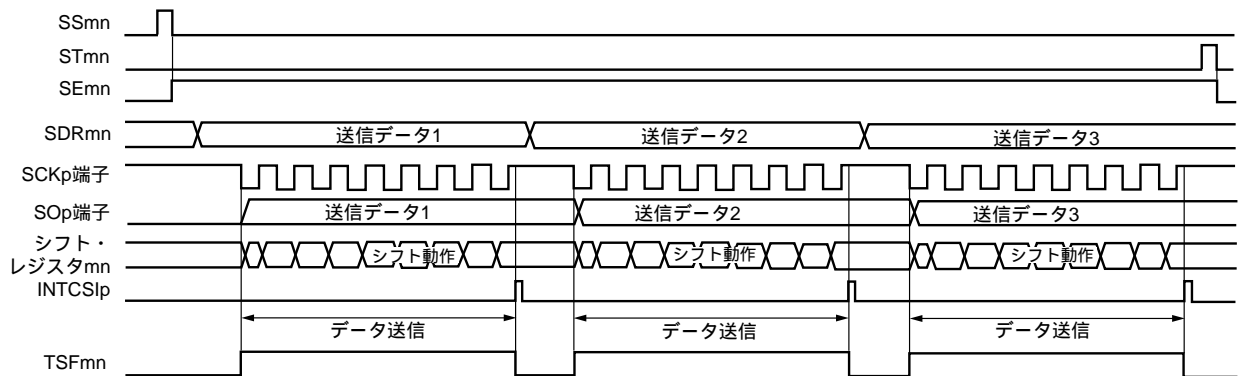 SSmn
STmn
SEmn
SDRmn 送信データ1 送信データ2 送信データ3
SCKp端子
SOp端子 送信データ1 送信データ2 送信データ3
シフト・
レジスタmn シフト動作 シフト動作 シフト動作
INTCSIp
データ送信 データ送信 データ送信
TSFmn